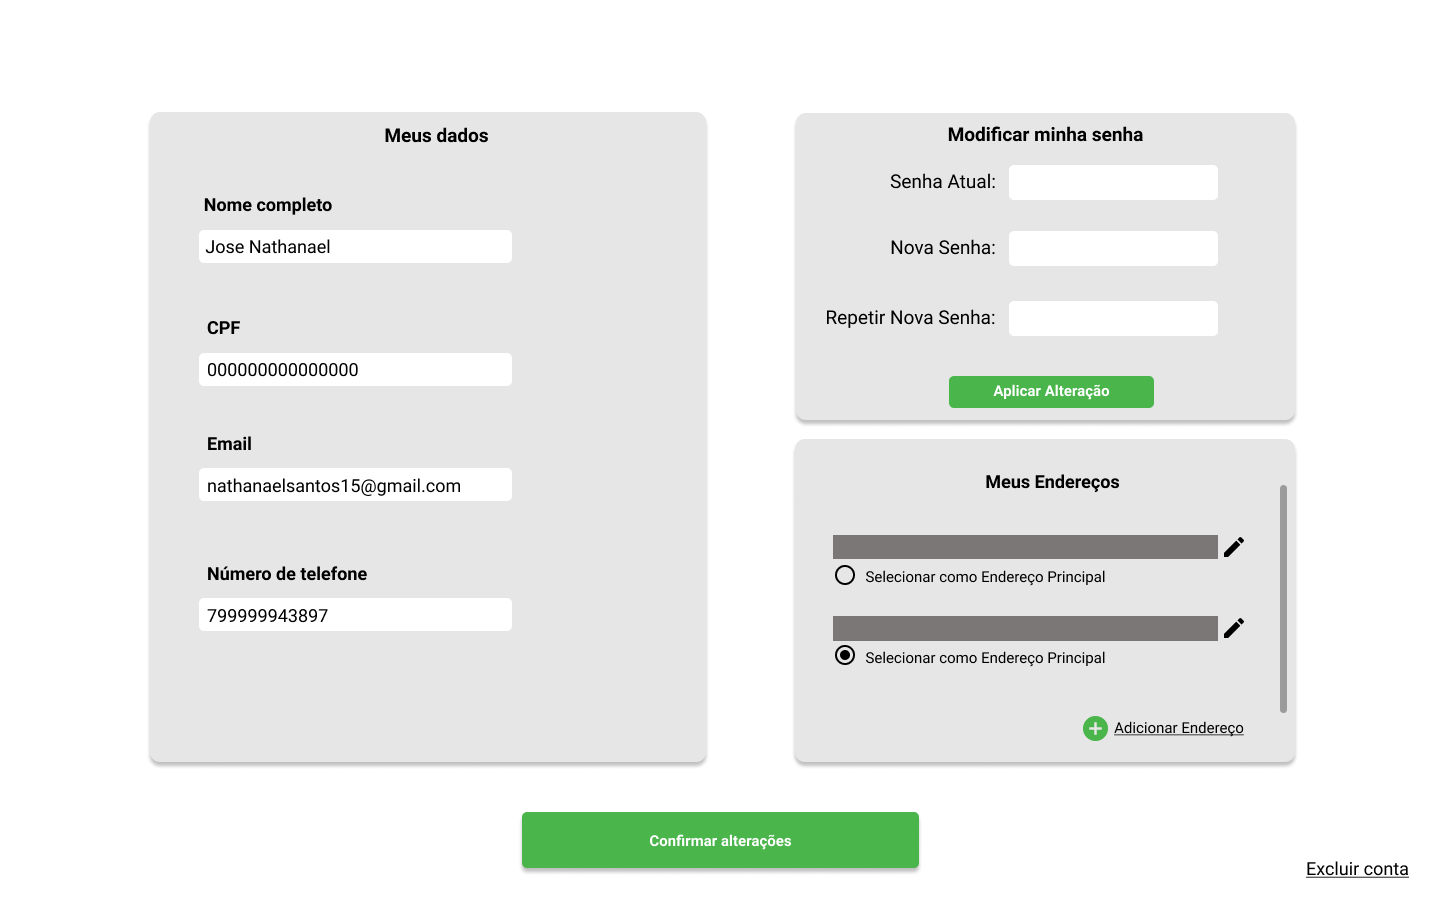 Meus dados
Nome completo
Jose Nathanael
CPF
000000000000000
Email
nathanaelsantos15@gmail.com
Número de telefone
799999943897
Modificar minha senha
Senha Atual:
Nova Senha:
Repetir Nova Senha:
Aplicar Alteração
Meus Endereços
Selecionar como Endereço Principal
Selecionar como Endereço Principal
Adicionar Endereço
Confirmar alterações
Excluir conta